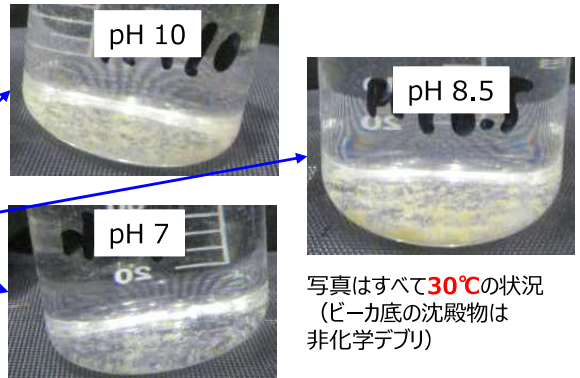 pH 10
pH 8.5
pH 7
20
写真はすべて30℃の状況
（ビーカ底の沈殿物は
非化学デブリ）